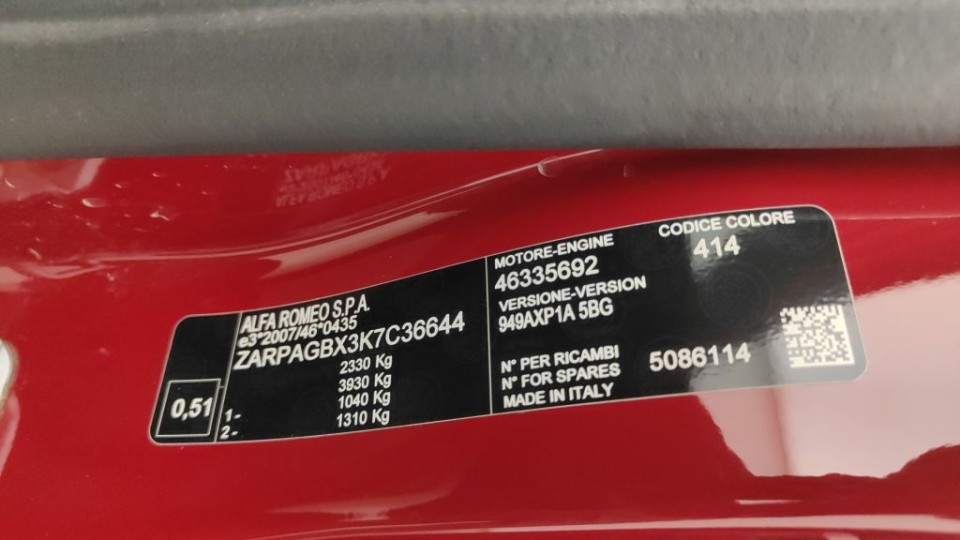 ALFA ROMEO S.P.A.
e3*2007/46*0435
ZARPAGBX3K7C36644
2330 Kg
3930 Kg
1- 1040 Kg
2- 1310 Kg
0,51
MOTORE-ENGINE
46335692
VERSIONE-VERSION
949AXP1A 5BG
CODICE COLORE
414
N° PER RICAMBI
N° FOR SPARES
5086114
MADE IN ITALY